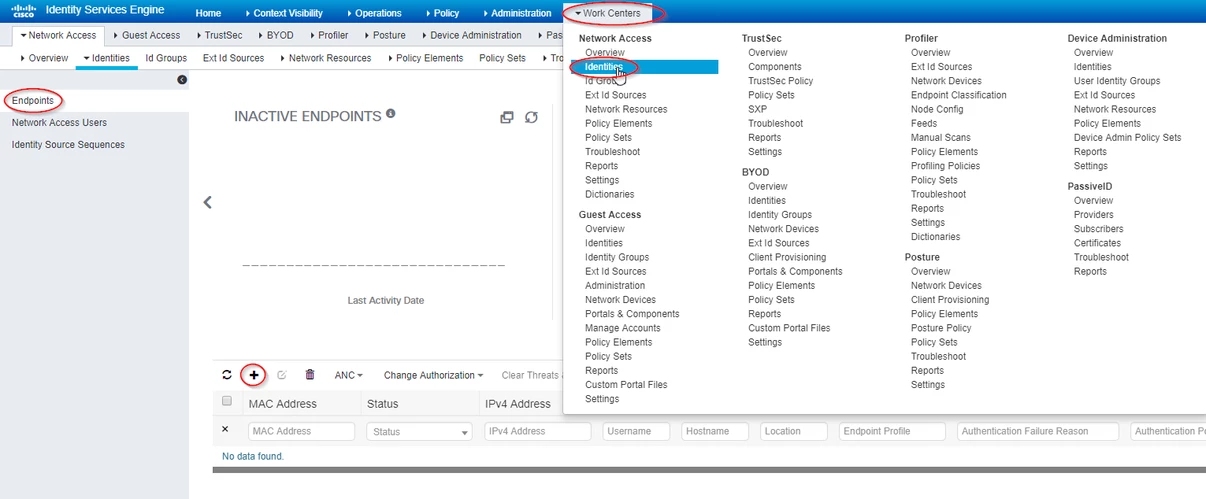 CISCO Identity Services Engine Home Context Visibility Operations Policy Administration Work Centers
Network Access Guest Access TrustSec BYOD Profiler Posture Device Administration Pas
Overview Identities Id Groups Ext Id Sources Network Resources Policy Elements Policy Sets Tro
Endpoints
Network Access Users
Identity Source Sequences
INACTIVE ENDPOINTS
Last Activity Date
Network Access
Overview
Identities
Id Groups
Ext Id Sources
Network Resources
Policy Elements
Policy Sets
Troubleshoot
Reports
Settings
Dictionaries
Guest Access
Overview
Identities
Identity Groups
Ext Id Sources
Administration
Network Devices
Portals & Components
Manage Accounts
Policy Elements
Policy Sets
Reports
Custom Portal Files
Settings
TrustSec
Overview
Components
TrustSec Policy
Policy Sets
SXP
Troubleshoot
Reports
Settings
BYOD
Overview
Identities
Identity Groups
Network Devices
Ext Id Sources
Client Provisioning
Portals & Components
Policy Elements
Policy Sets
Reports
Custom Portal Files
Settings
Profiler
Overview
Ext Id Sources
Network Devices
Endpoint Classification
Node Config
Feeds
Manual Scans
Policy Elements
Profiling Policies
Policy Sets
Troubleshoot
Reports
Settings
Dictionaries
Posture
Overview
Network Devices
Client Provisioning
Policy Elements
Posture Policy
Policy Sets
Troubleshoot
Reports
Settings
Device Administration
Overview
Identities
User Identity Groups
Ext Id Sources
Network Resources
Policy Elements
Device Admin Policy Sets
Reports
Settings
PassiveID
Overview
Providers
Subscribers
Certificates
Troubleshoot
Reports
ANC Change Authorization Clear Threats &
MAC Address Status IPv4 Address
MAC Address Status IPv4 Address Username Hostname Location Endpoint Profile Authentication Failure Reason Authentication Po
No data found.